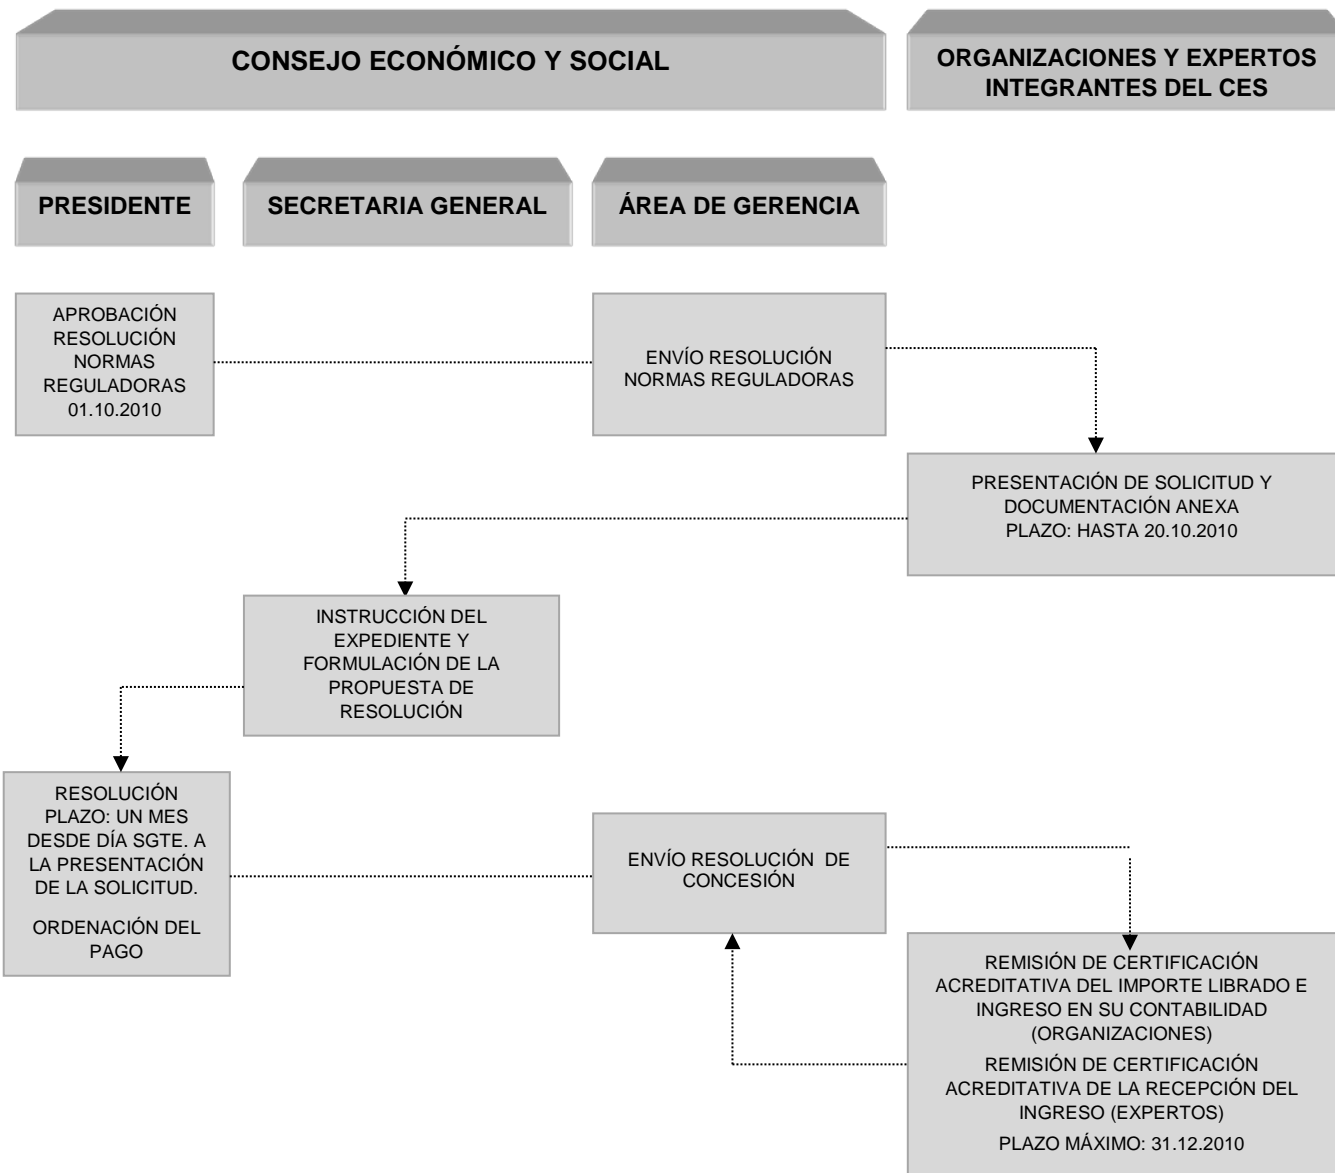 CONSEJO ECONÓMICO Y SOCIAL
ORGANIZACIONES Y EXPERTOS
INTEGRANTES DEL CES
PRESIDENTE
SECRETARIA GENERAL
ÁREA DE GERENCIA
APROBACIÓN
RESOLUCIÓN
NORMAS
REGULADORAS
01.10.2010
ENVÍO RESOLUCIÓN
NORMAS REGULADORAS
PRESENTACIÓN DE SOLICITUD Y
DOCUMENTACIÓN ANEXA
PLAZO: HASTA 20.10.2010
INSTRUCCIÓN DEL
EXPEDIENTE Y
FORMULACIÓN DE LA
PROPUESTA DE
RESOLUCIÓN
RESOLUCIÓN
PLAZO: UN MES
DESDE DÍA SGTE. A
LA PRESENTACIÓN
DE LA SOLICITUD.
ORDENACIÓN DEL
PAGO
ENVÍO RESOLUCIÓN DE
CONCESIÓN
REMISIÓN DE CERTIFICACIÓN
ACREDITATIVA DEL IMPORTE LIBRADO E
INGRESO EN SU CONTABILIDAD
(ORGANIZACIONES)
REMISIÓN DE CERTIFICACIÓN
ACREDITATIVA DE LA RECEPCIÓN DEL
INGRESO (EXPERTOS)
PLAZO MÁXIMO: 31.12.2010